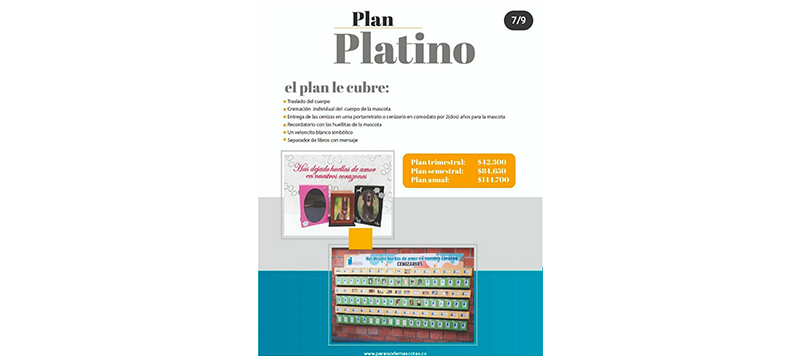 Plan
7/9
Platino
el plan le cubre:
Traslado del cuerpo
Cremación individual del cuerpo de la mascota
Entrega de las cenizas en urna portarretrato o cenizario en comodato por 2(dos) años para la mascota
Recordatorio con las huellitas de la mascota
Un veloncito blanco simbólico
Separador de libros con mensaje
Has dejado huellas de amor
en nuestros corazones
Plan trimestral: $42.300
Plan semestral: $84.650
Plan anual: $144.700
Has dejado huellas de amor en nuestro corazón
CENIZARIOS
www.paraisodemascotas.co